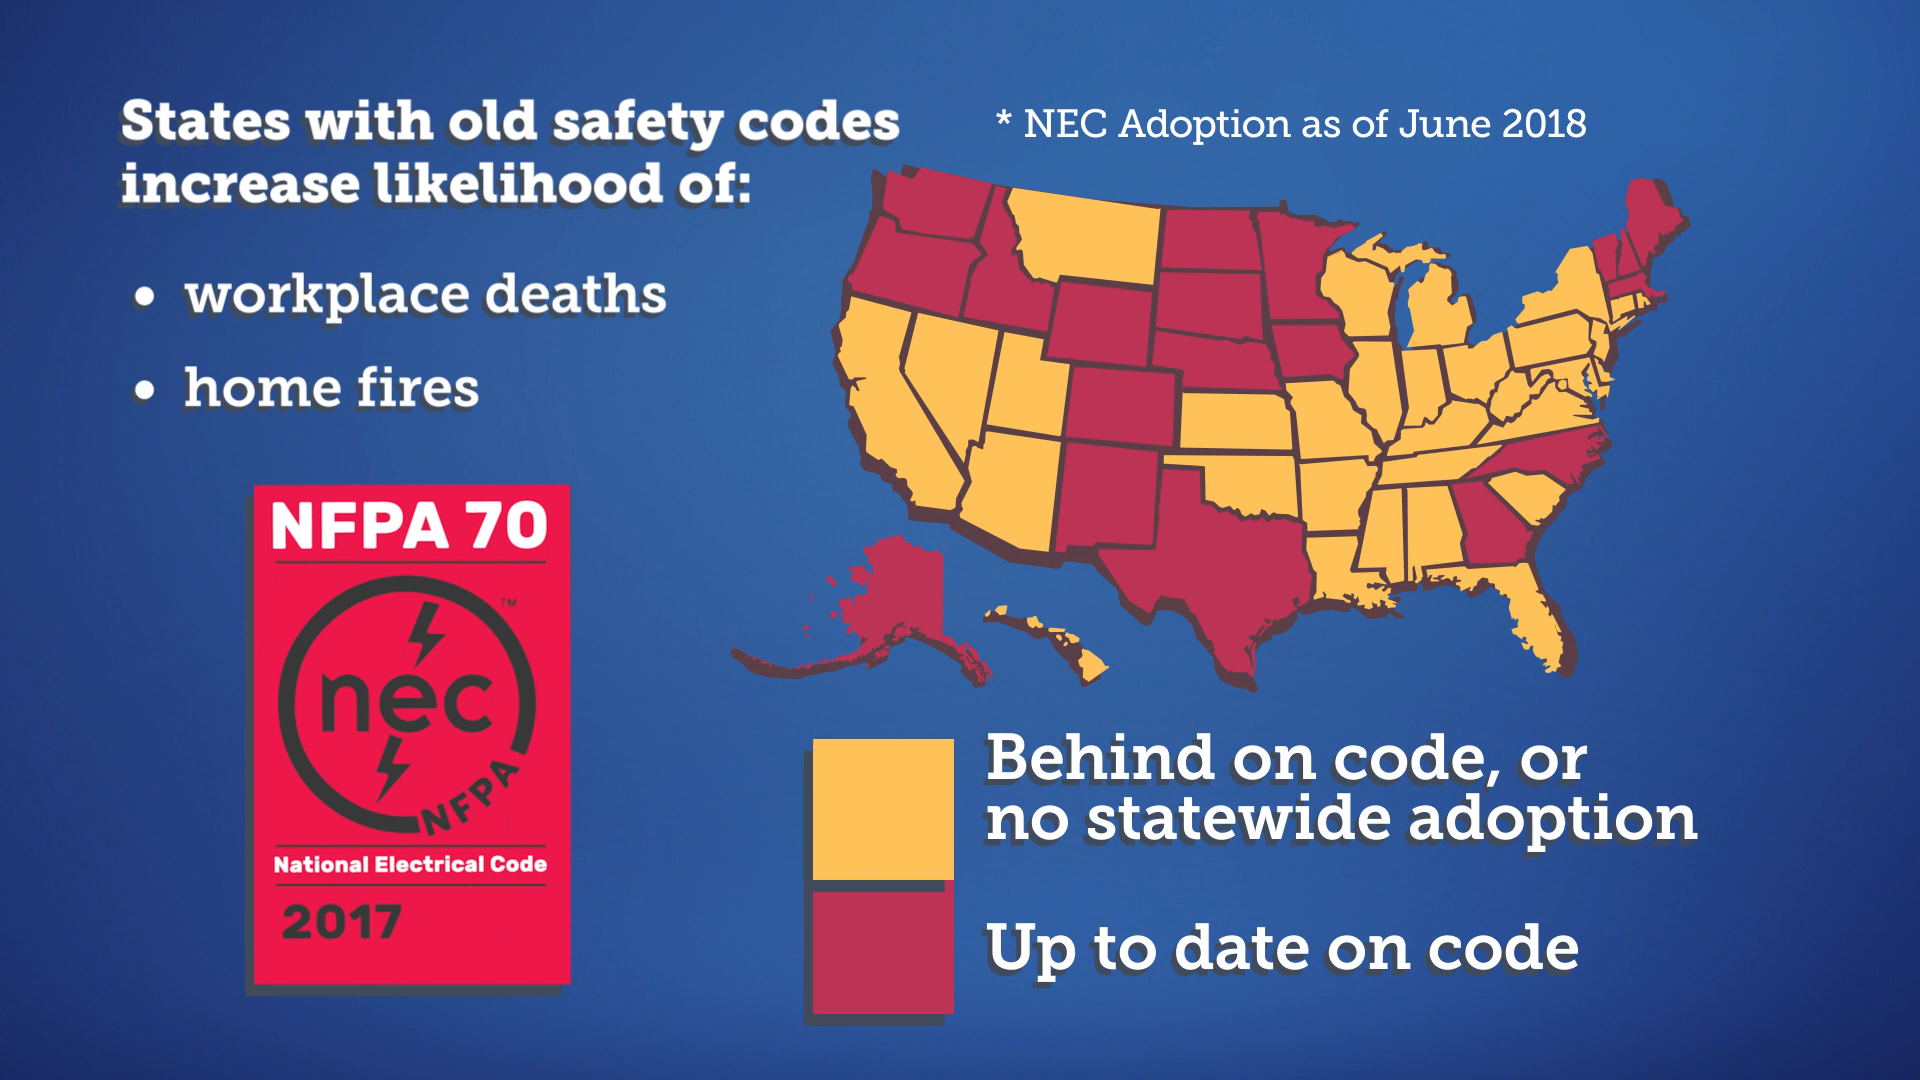 States with old safety codes
increase likelihood of:
• workplace deaths
• home fires
* NEC Adoption as of June 2018
NFPA 70
™
nec
NFPA
National Electrical Code
2017
Behind on code, or
no statewide adoption
Up to date on code